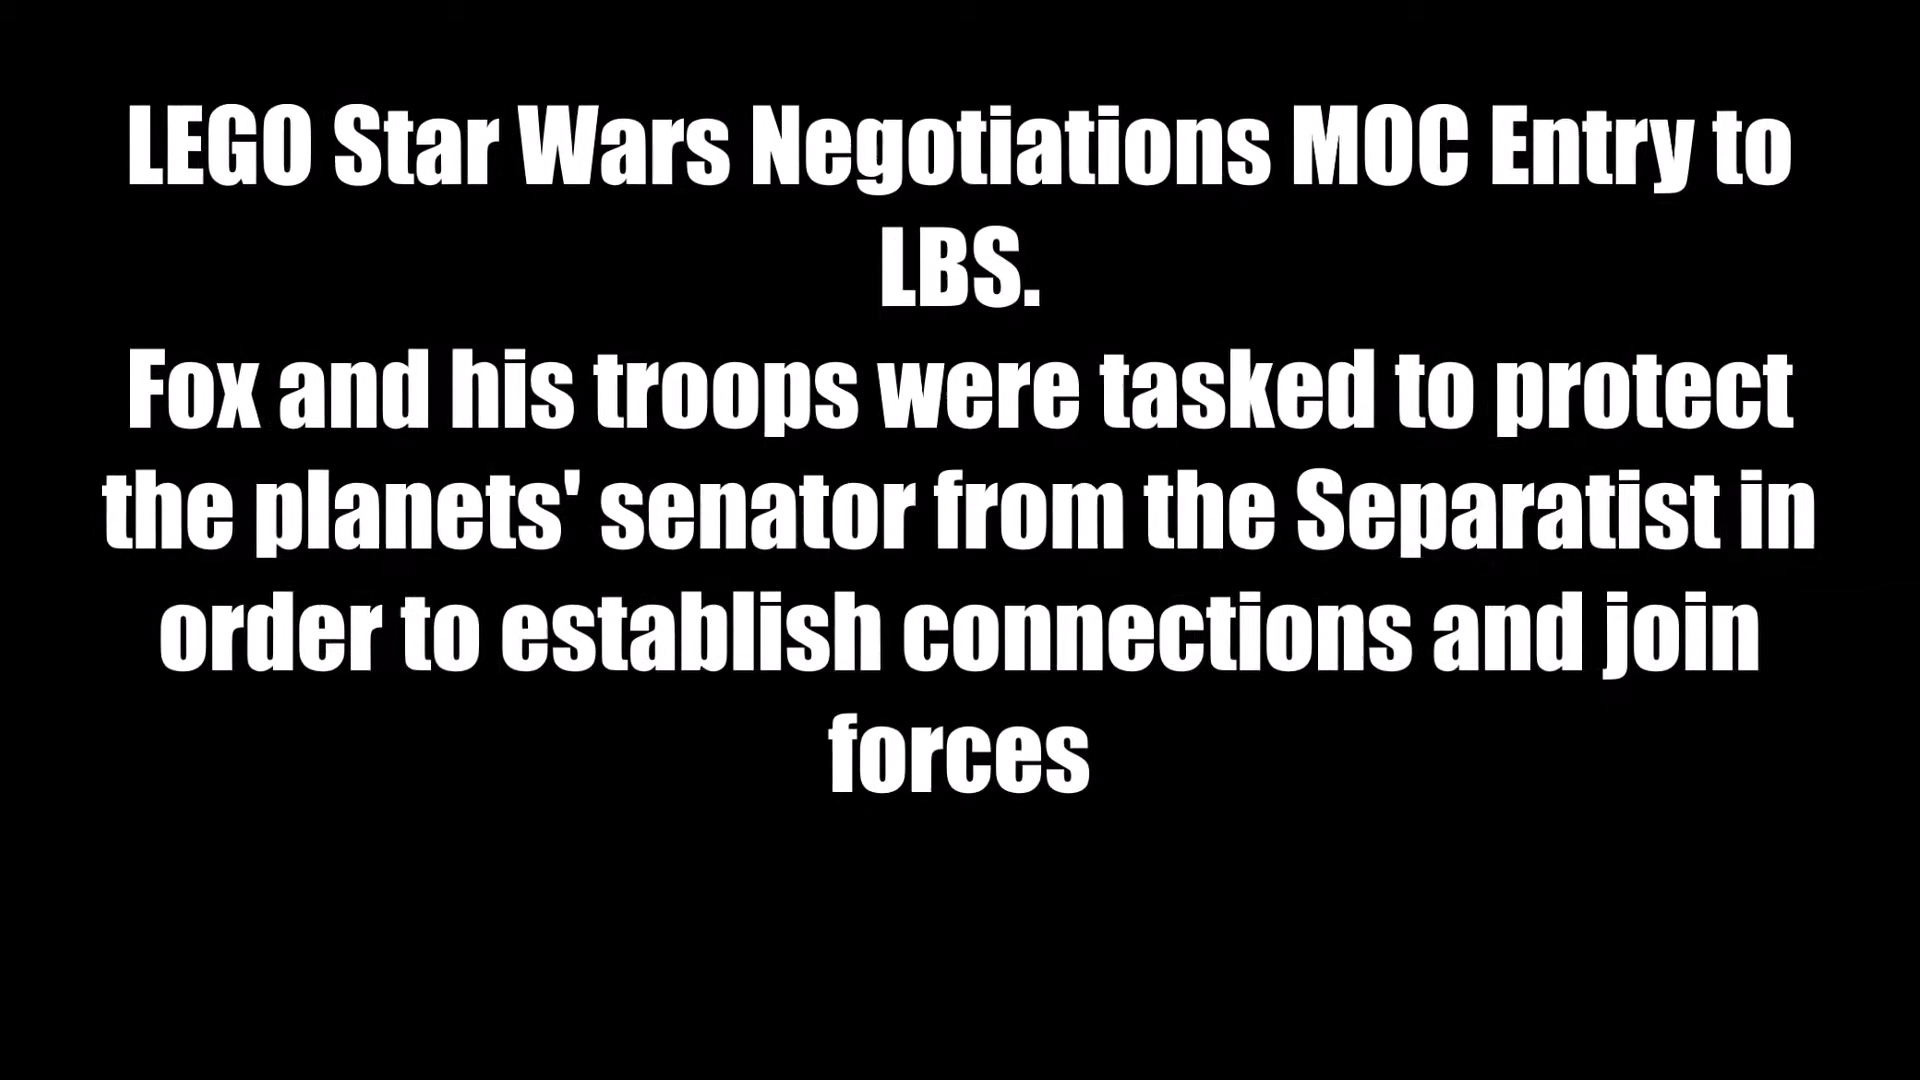 LEGO Star Wars Negotiations MOC Entry to
LBS.
Fox and his troops were tasked to protect
the planets' senator from the Separatist in
order to establish connections and join
forces